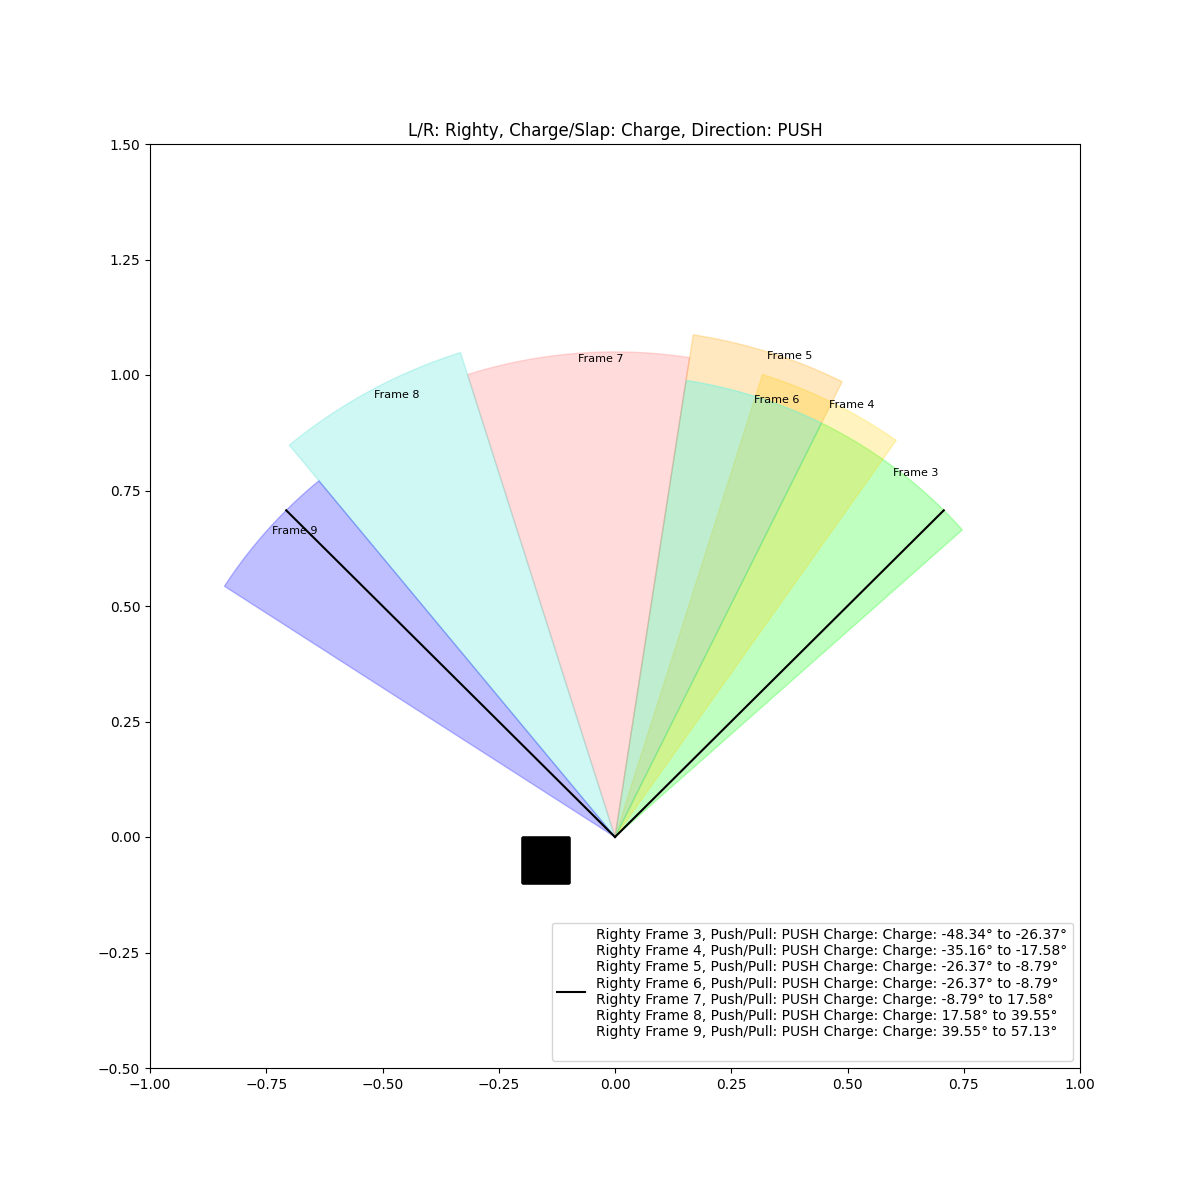 L/R: Righty, Charge/Slap: Charge, Direction: PUSH
1.50
1.25
1.00
0.75
0.50
0.25
0.00
−0.25
−0.50
Frame 5
Frame 7
Frame 8
Frame 6
Frame 4
Frame 3
Frame 9
Righty Frame 3, Push/Pull: PUSH Charge: Charge: -48.34° to -26.37°
Righty Frame 4, Push/Pull: PUSH Charge: Charge: -35.16° to -17.58°
Righty Frame 5, Push/Pull: PUSH Charge: Charge: -26.37° to -8.79°
Righty Frame 6, Push/Pull: PUSH Charge: Charge: -26.37° to -8.79°
Righty Frame 7, Push/Pull: PUSH Charge: Charge: -8.79° to 17.58°
Righty Frame 8, Push/Pull: PUSH Charge: Charge: 17.58° to 39.55°
Righty Frame 9, Push/Pull: PUSH Charge: Charge: 39.55° to 57.13°
−1.00 −0.75 −0.50 −0.25 0.00 0.25 0.50 0.75 1.00